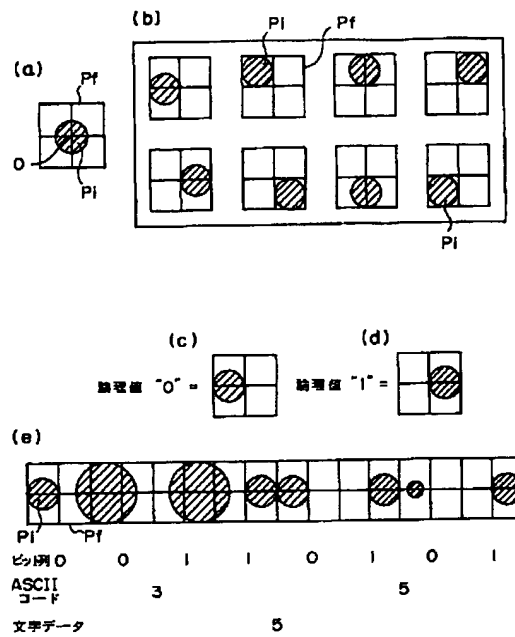 (b)
Pi Pf
(a)
Pf
O
Pi
Pi
(c) (d)
論理値 "0" = 論理値 "1" =
(e)
Pi Pf
ビット列 0 0 1 1 0 1 0 1
ASCII コード 3 5
文字データ 5